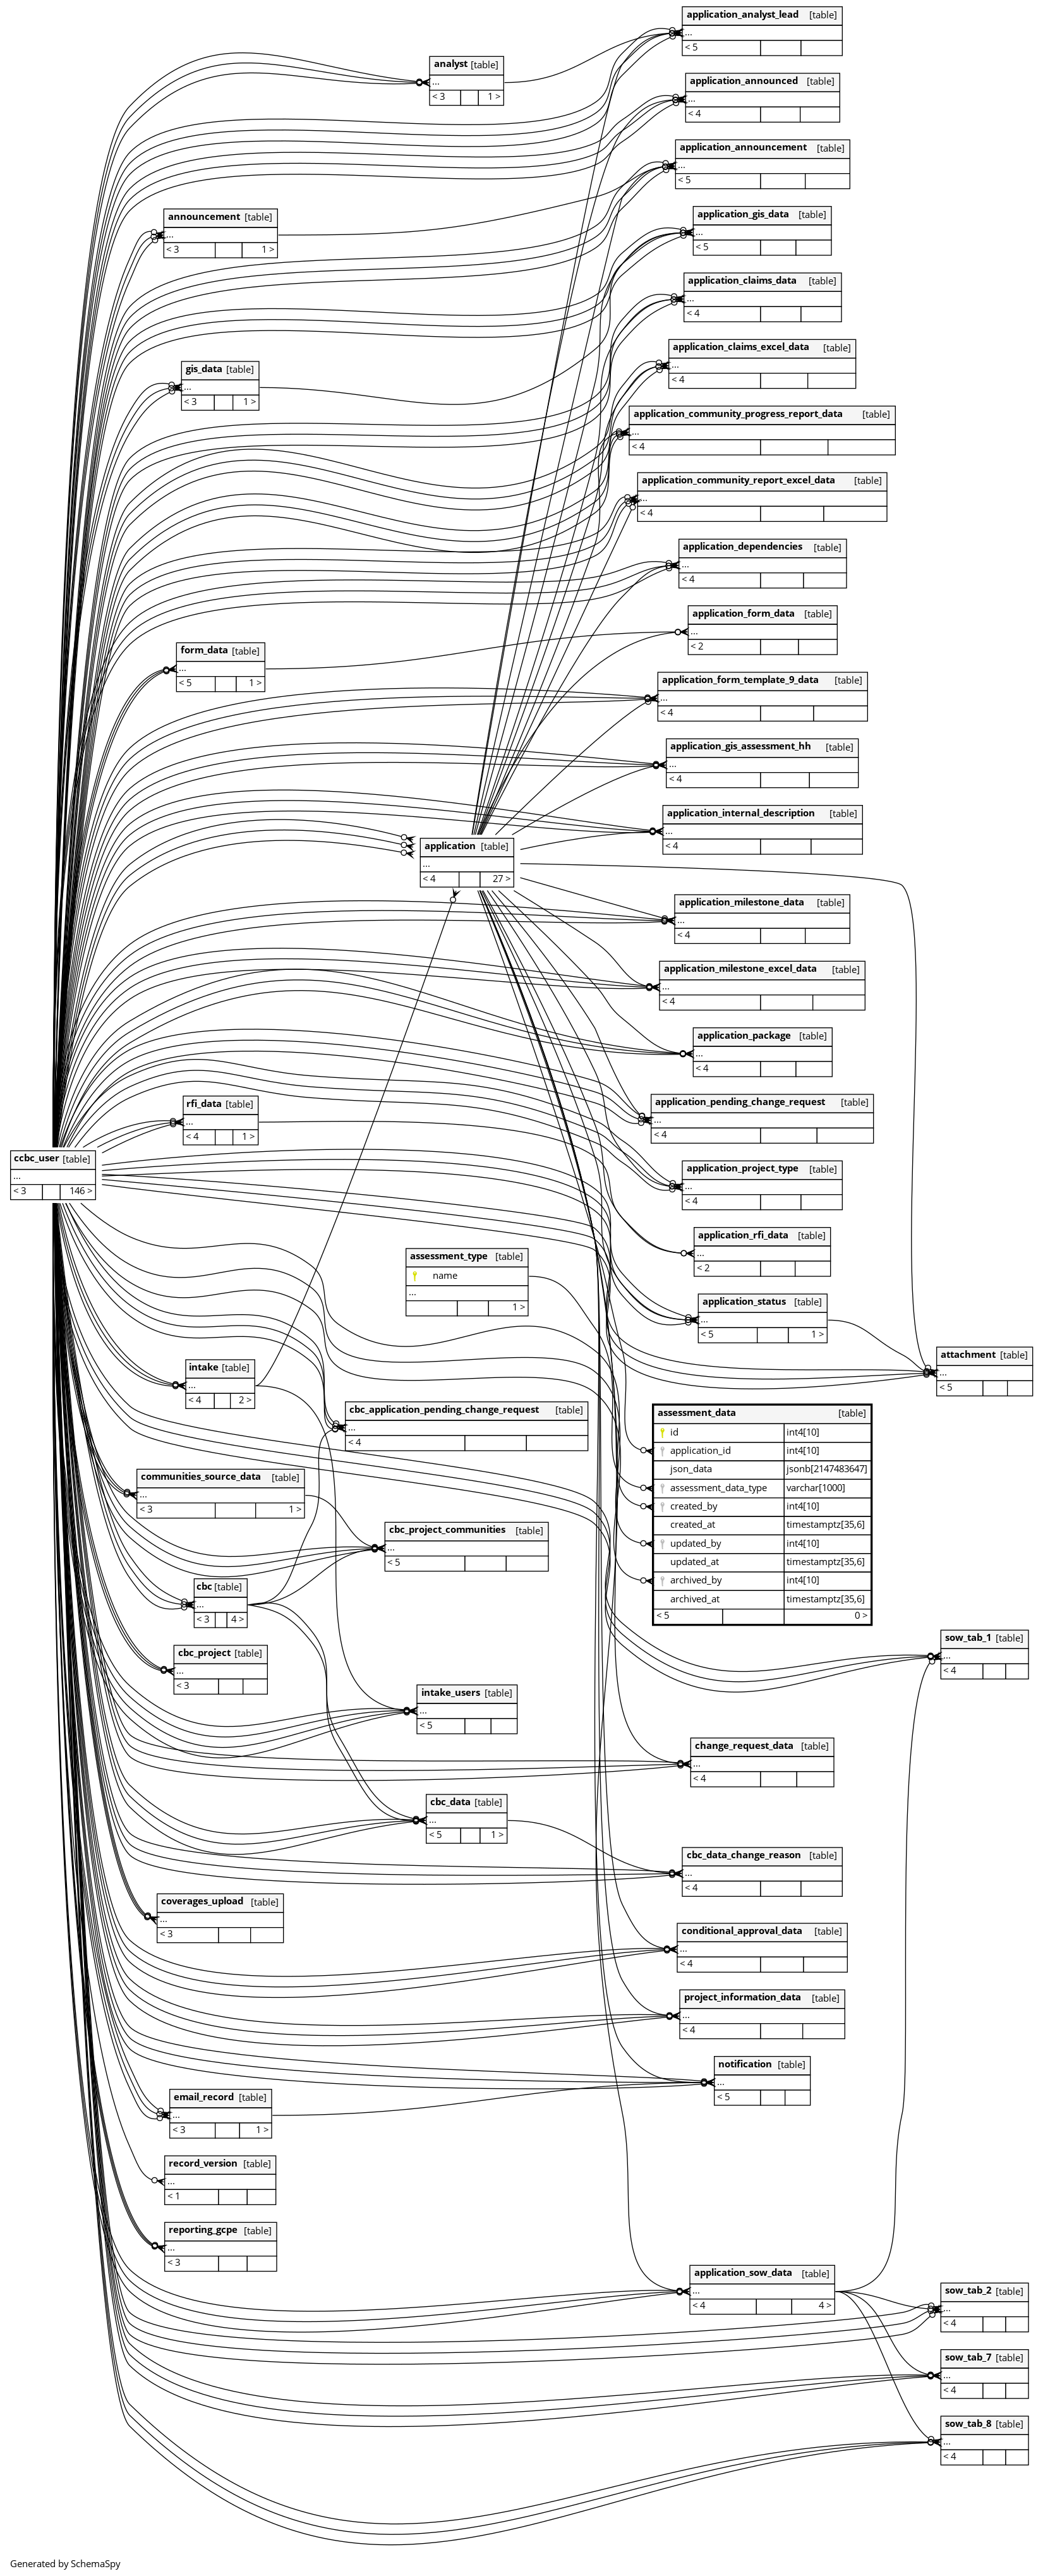 application_analyst_lead [table]
...
< 5
analyst [table]
...
< 3 1 >
application_announced [table]
...
< 4
application_announcement [table]
...
< 5
announcement [table]
...
< 3 1 >
application_gis_data [table]
...
< 5
application_claims_data [table]
...
< 4
application_claims_excel_data [table]
...
< 4
gis_data [table]
...
< 3 1 >
application_community_progress_report_data [table]
...
< 4
application_community_report_excel_data [table]
...
< 4
application_dependencies [table]
...
< 4
application_form_data [table]
...
< 2
form_data [table]
...
< 5 1 >
application_form_template_9_data [table]
...
< 4
application_gis_assessment_hh [table]
...
< 4
application_internal_description [table]
...
< 4
application [table]
...
< 4 27 >
application_milestone_data [table]
...
< 4
application_milestone_excel_data [table]
...
< 4
application_package [table]
...
< 4
rfi_data [table]
...
< 4 1 >
application_pending_change_request [table]
...
< 4
ccbc_user [table]
...
< 3 146 >
application_project_type [table]
...
< 4
application_rfi_data [table]
...
< 2
assessment_type [table]
name
...
1 >
application_status [table]
...
< 5 1 >
attachment [table]
...
< 5
intake [table]
...
< 4 2 >
cbc_application_pending_change_request [table]
...
< 4
assessment_data [table]
id int4[10]
application_id int4[10]
json_data jsonb[2147483647]
assessment_data_type varchar[1000]
created_by int4[10]
created_at timestamptz[35,6]
updated_by int4[10]
updated_at timestamptz[35,6]
archived_by int4[10]
archived_at timestamptz[35,6]
< 5 0 >
communities_source_data [table]
...
< 3 1 >
cbc_project_communities [table]
...
< 5
cbc [table]
...
< 3 4 >
cbc_project [table]
...
< 3
sow_tab_1 [table]
...
< 4
intake_users [table]
...
< 5
change_request_data [table]
...
< 4
cbc_data [table]
...
< 5 1 >
cbc_data_change_reason [table]
...
< 4
coverages_upload [table]
...
< 3
conditional_approval_data [table]
...
< 4
project_information_data [table]
...
< 4
notification [table]
...
< 5
email_record [table]
...
< 3 1 >
record_version [table]
...
< 1
reporting_gcpe [table]
...
< 3
application_sow_data [table]
...
< 4 4 >
sow_tab_2 [table]
...
< 4
sow_tab_7 [table]
...
< 4
sow_tab_8 [table]
...
< 4
Generated by SchemaSpy